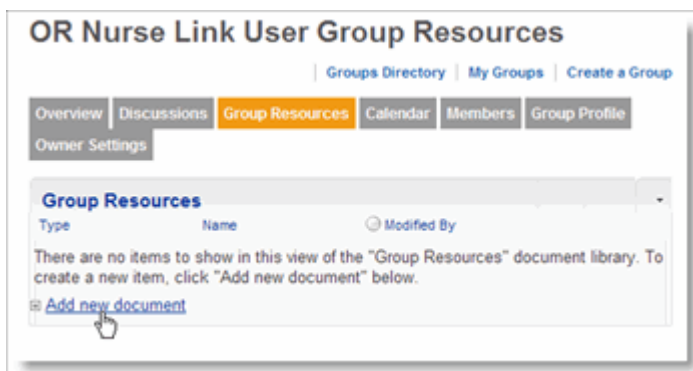 OR Nurse Link User Group Resources
Groups Directory | My Groups | Create a Group
Overview Discussions Group Resources Calendar Members Group Profile
Owner Settings
Group Resources
Type Name Modified By
There are no items to show in this view of the "Group Resources" document library. To
create a new item, click "Add new document" below.
Add new document